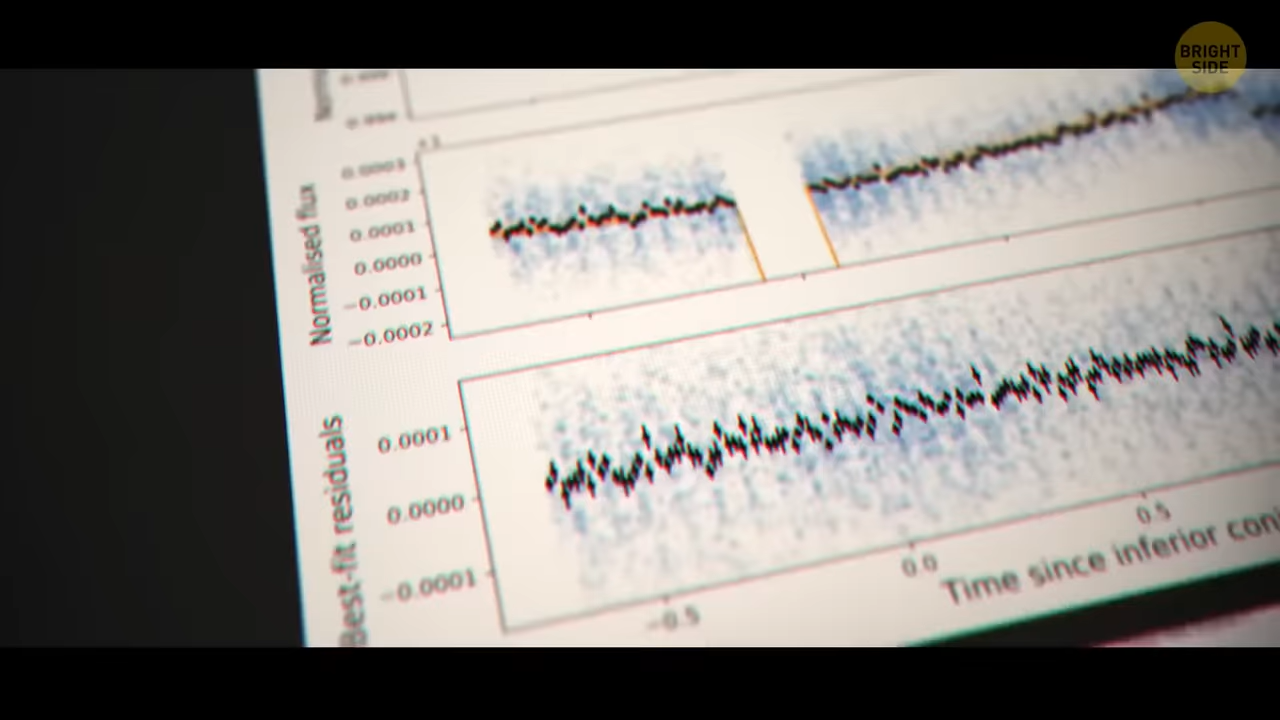 BRIGHT
SIDE
Normalised flux
0.0003
0.0002
0.0001
0.0000
−0.0001
−0.0002
Best-fit residuals
0.0001
0.0000
−0.0001
−0.5
0.0
0.5
Time since inferior con